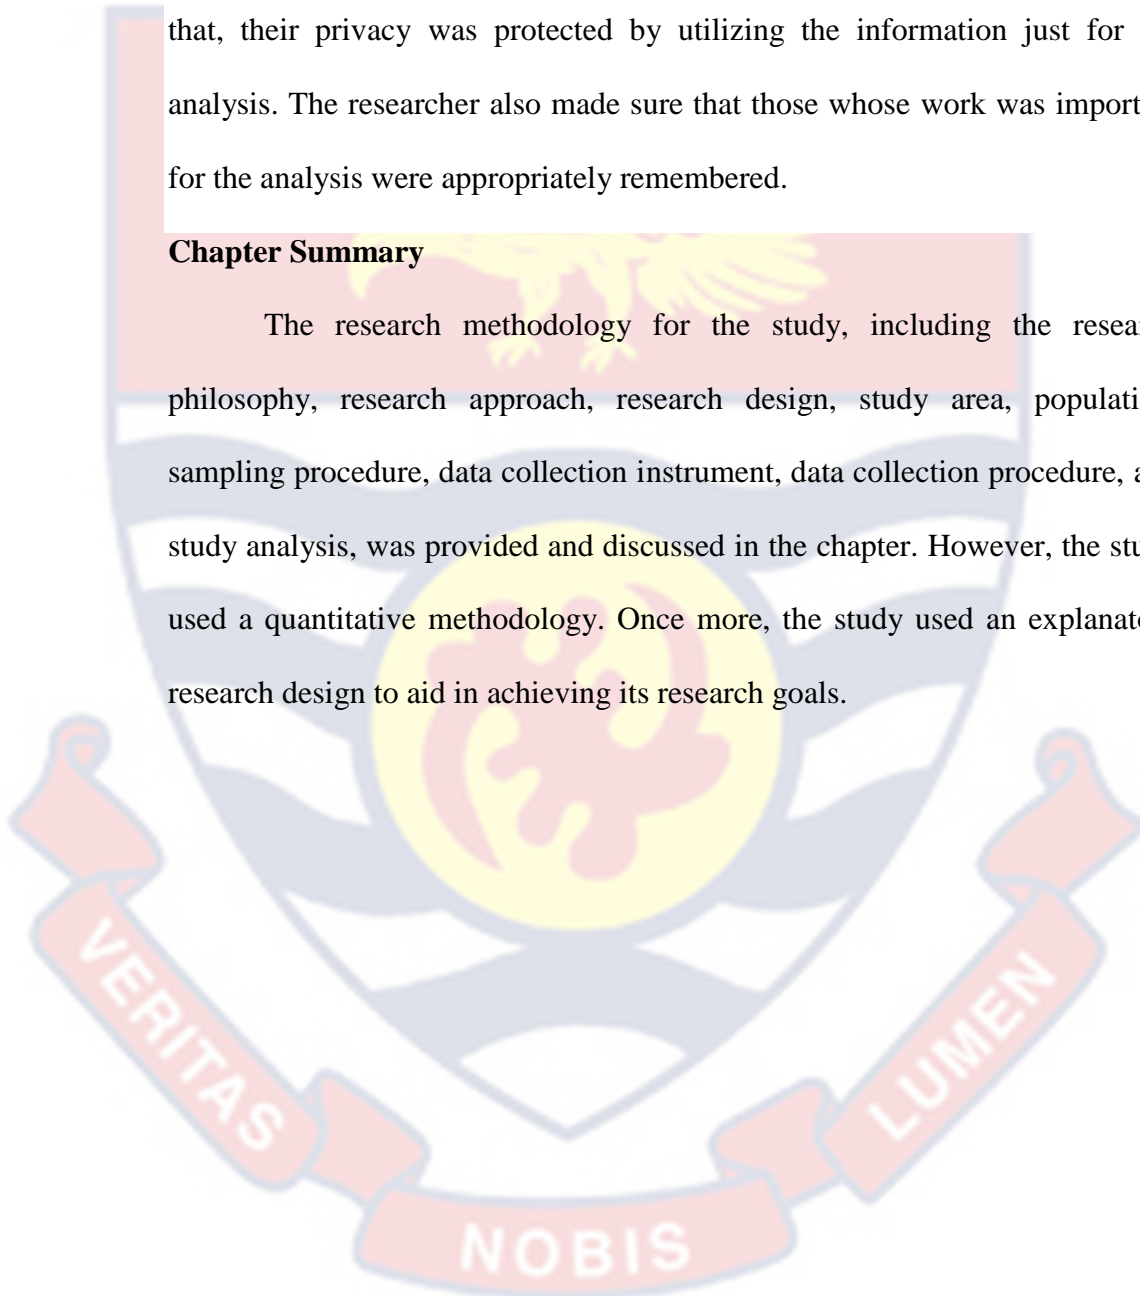 that, their privacy was protected by utilizing the information just for
analysis. The researcher also made sure that those whose work was import
for the analysis were appropriately remembered.
Chapter Summary
The research methodology for the study, including the resear
philosophy, research approach, research design, study area, populati
sampling procedure, data collection instrument, data collection procedure, a
study analysis, was provided and discussed in the chapter. However, the stu
used a quantitative methodology. Once more, the study used an explanato
research design to aid in achieving its research goals.
VERITAS
NOBIS
LUMEN